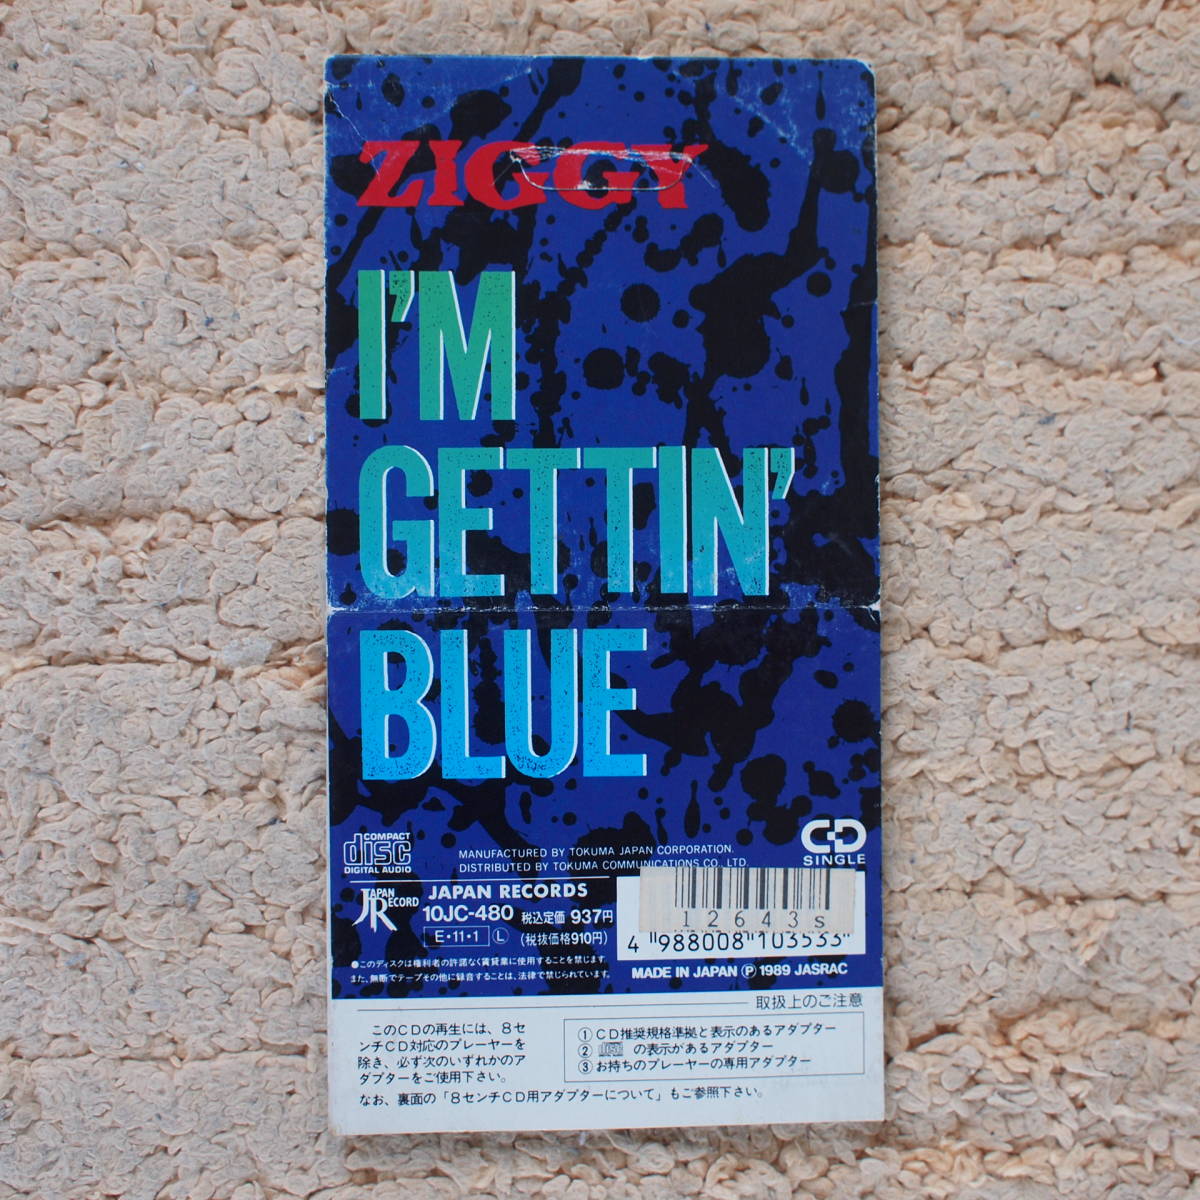 ZIGGY
I'M
GETTIN'
BLUE
COMPACT
disc
DIGITAL AUDIO
MANUFACTURED BY TOKUMA JAPAN CORPORATION.
DISTRIBUTED BY TOKUMA COMMUNICATIONS CO., LTD.
CD
SINGLE
JAPAN
RECORD
JAPAN RECORDS
10JC-480 税込定価 937円
E・11・1 Ⓛ (税抜価格910円)
12643s
4 988008 103533
●このディスクは権利者の許諾なく賃貸業に使用することを禁じます。
また、無断でテープその他に録音することは、法律で禁じられています。
MADE IN JAPAN Ⓟ 1989 JASRAC
取扱上のご注意
このCDの再生には、8セ
ンチCD対応のプレーヤーを
除き、必ず次のいずれかのア
ダプターをご使用下さい。
①CD推奨規格準拠と表示のあるアダプター
② disc の表示があるアダプター
③お持ちのプレーヤーの専用アダプター
なお、裏面の「8センチCD用アダプターについて」もご参照下さい。